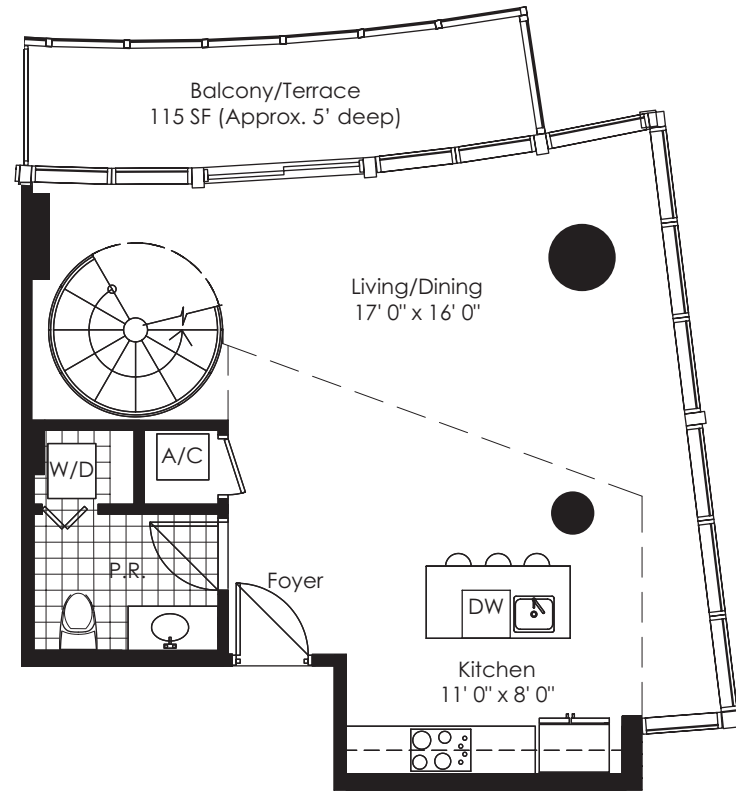 Balcony/Terrace
115 SF (Approx. 5' deep)
Living/Dining
17' 0" x 16' 0"
W/D
A/C
P.R.
Foyer
DW
Kitchen
11' 0" x 8' 0"